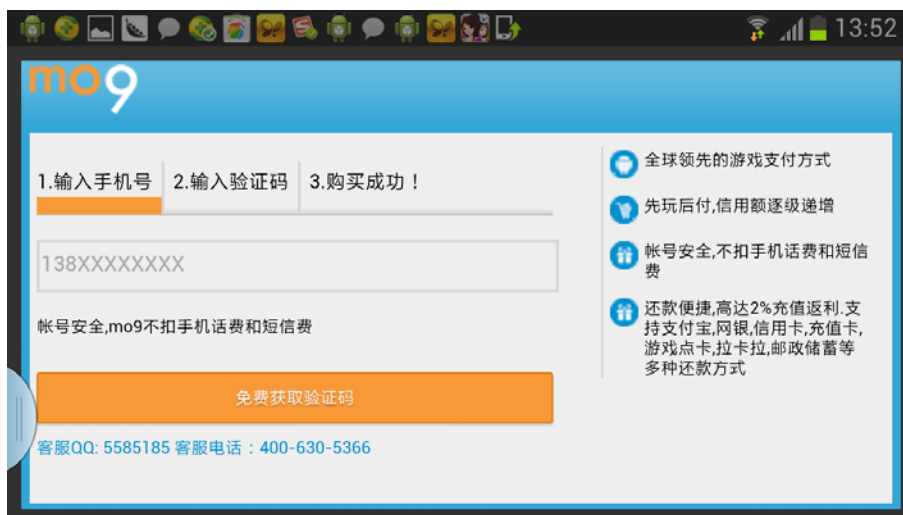 13:52
mo9
1.输入手机号 2.输入验证码 3.购买成功！
138XXXXXXXX
帐号安全,mo9不扣手机话费和短信费
免费获取验证码
客服QQ: 5585185 客服电话：400-630-5366
全球领先的游戏支付方式
先玩后付,信用额逐级递增
帐号安全,不扣手机话费和短信
费
还款便捷,高达2%充值返利.支
持支付宝,网银,信用卡,充值卡,
游戏点卡,拉卡拉,邮政储蓄等
多种还款方式